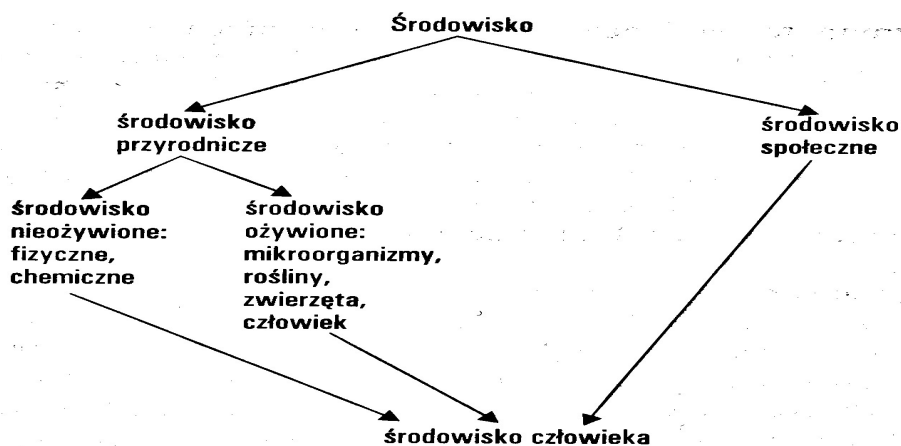 Środowisko
środowisko
przyrodnicze
środowisko
społeczne
środowisko
nieożywione:
fizyczne,
chemiczne
środowisko
ożywione:
mikroorganizmy,
rośliny,
zwierzęta,
człowiek
środowisko człowieka